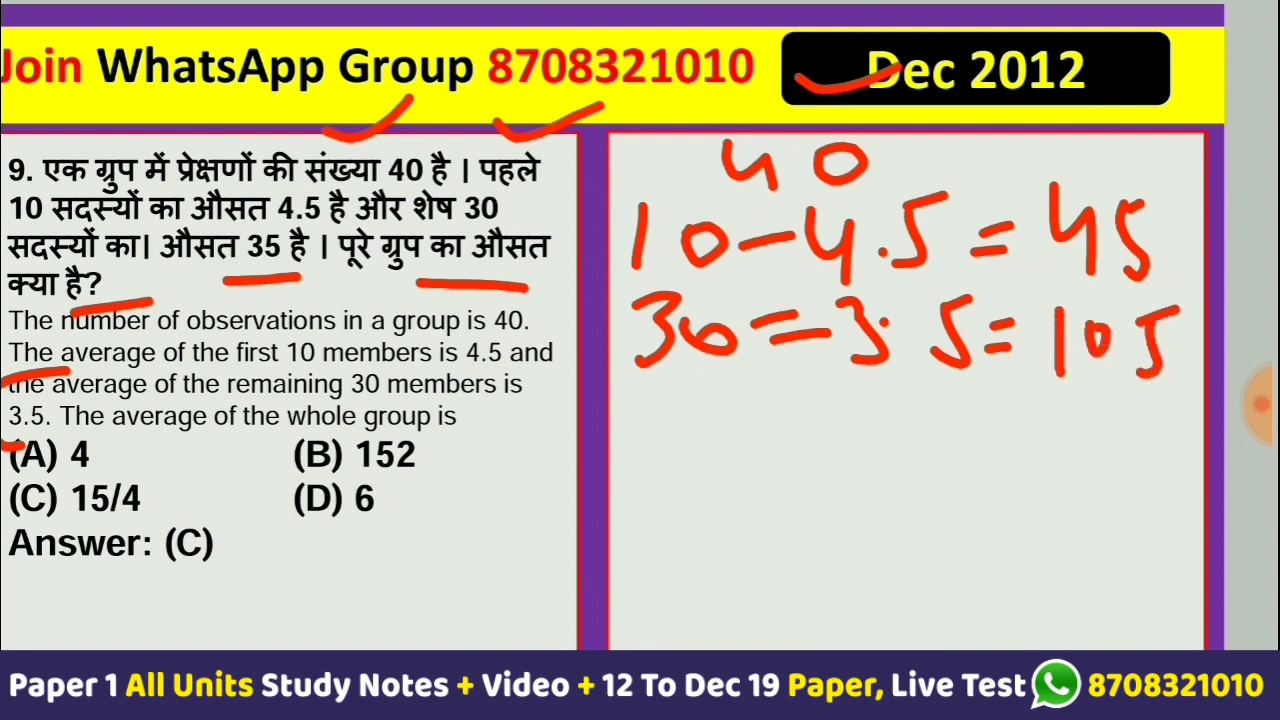 Join WhatsApp Group 8708321010
Dec 2012
9. एक ग्रुप में प्रेक्षणों की संख्या 40 है । पहले
10 सदस्यों का औसत 4.5 है और शेष 30
सदस्यों का। औसत 35 है । पूरे ग्रुप का औसत
क्या है?
The number of observations in a group is 40.
The average of the first 10 members is 4.5 and
the average of the remaining 30 members is
3.5. The average of the whole group is
(A) 4 (B) 152
(C) 15/4 (D) 6
Answer: (C)
40
10-4.5=45
30=3.5=105
Paper 1 All Units Study Notes + Video + 12 To Dec 19 Paper, Live Test 8708321010